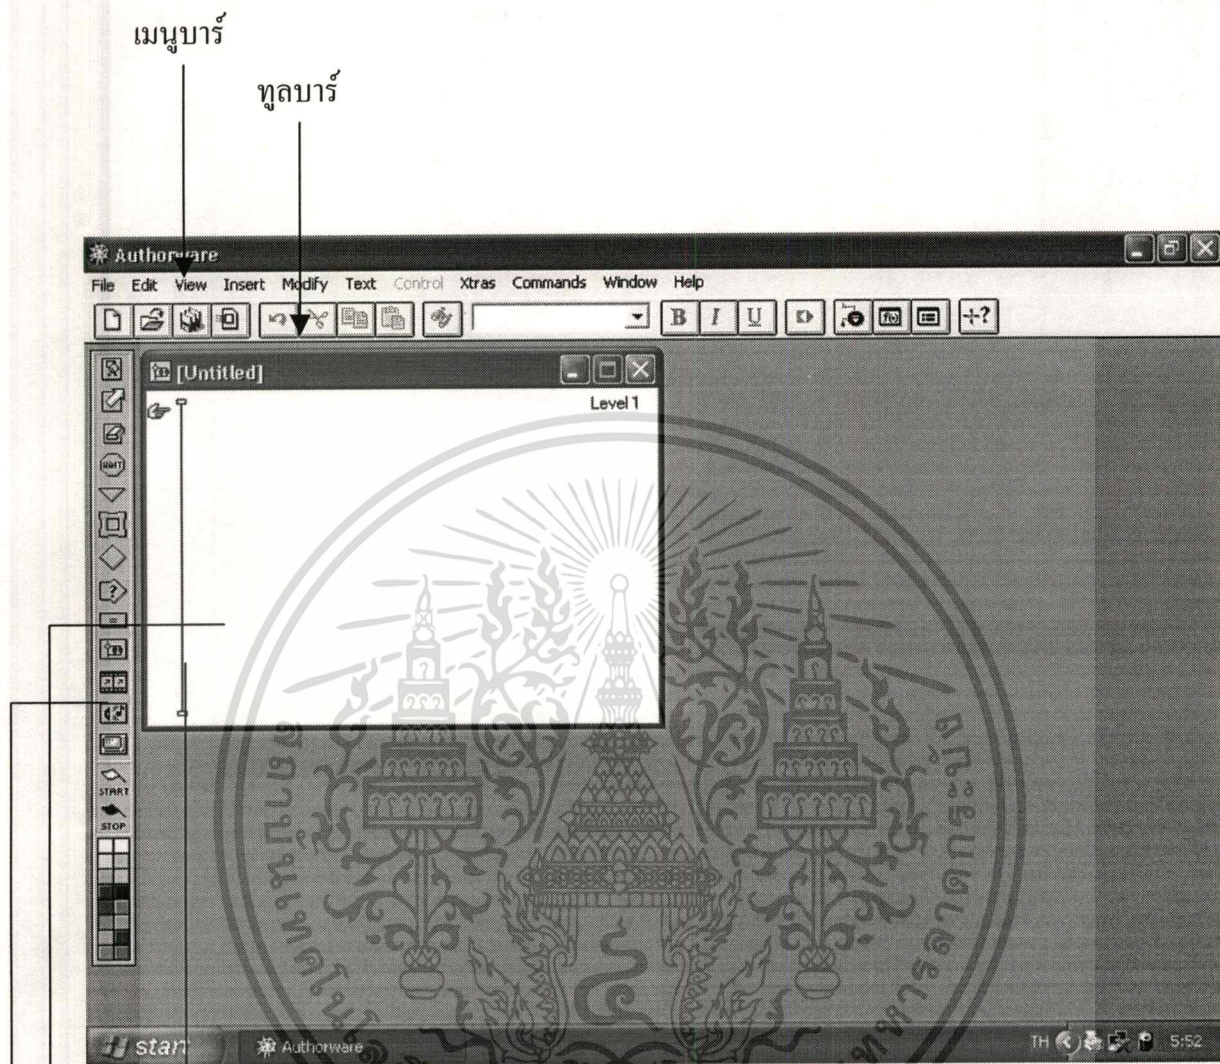 เมนูบาร์
ทูลบาร์
Authorware
File Edit View Insert Modify Text Control Xtras Commands Window Help
B I U
[Untitled]
Level 1
WAIT
START
STOP
start Authorware TH 5:52